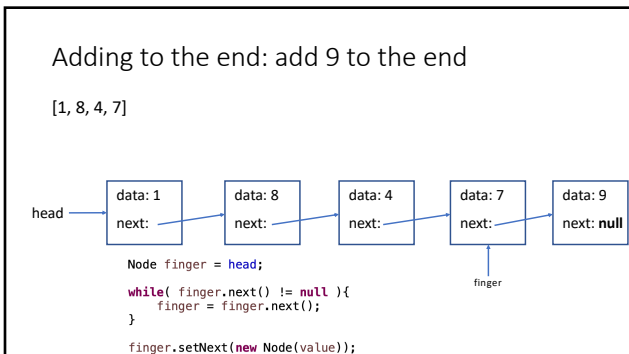 Adding to the end: add 9 to the end
[1, 8, 4, 7]
head
data: 1
next:
data: 8
next:
data: 4
next:
data: 7
next:
data: 9
next: null
finger
Node finger = head;
while( finger.next() != null ){
finger = finger.next();
}
finger.setNext(new Node(value));